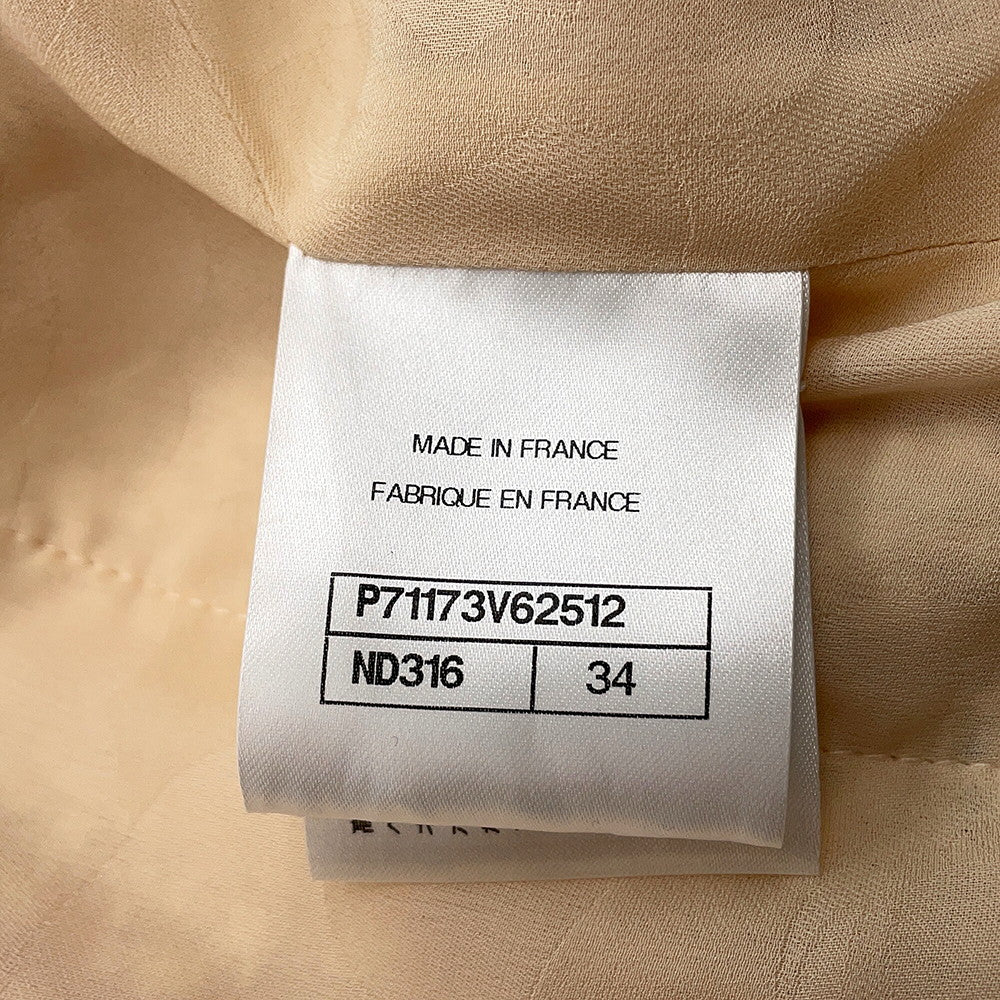 MADE IN FRANCE
FABRIQUE EN FRANCE
P71173V62512
ND316 34